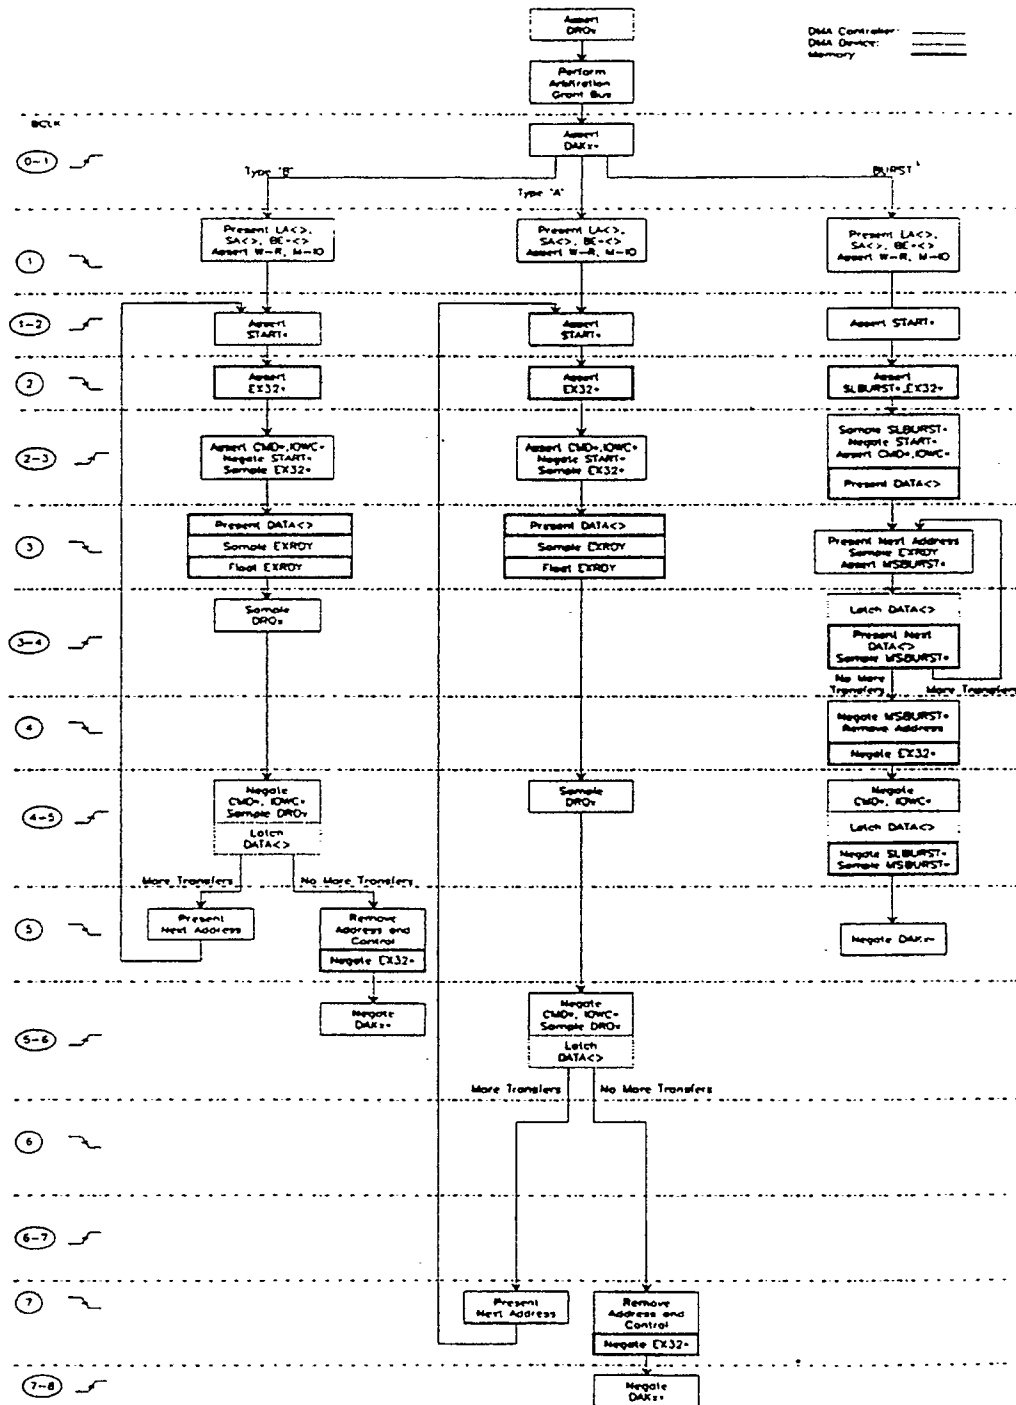 Assert
DRQx
DMA Controller:
DMA Device:
Memory
Perform
Arbitration
Grant Bus
BCLK
Assert
DAKx*
0-1
Type "B"
Type "A"
BURST
Present LA<>,
SA<>, BE*<>
Assert W-R, M-IO
Present LA<>,
SA<>, BE*<>
Assert W-R, M-IO
Present LA<>,
SA<>, BE*<>
Assert W-R, M-IO
1
1-2
Assert
START*
Assert
START*
Assert START*
2
Assert
EX32*
Assert
EX32*
Assert
SLBURST*,EX32*
2-3
Assert CMD*,IOWC*
Negate START*
Sample EX32*
Assert CMD*,IOWC*
Negate START*
Sample EX32*
Sample SLBURST*
Negate START*
Assert CMD*,IOWC*
Present DATA<>
3
Present DATA<>
Sample EXRDY
Float EXRDY
Present DATA<>
Sample EXRDY
Float EXRDY
Present Next Address
Sample EXRDY
Assert MSBURST*
3-4
Sample
DRQx
Latch DATA<>
Present Next
DATA<>
Sample MSBURST*
No More
Transfers
More Transfers
4
Negate MSBURST*
Remove Address
Negate EX32*
4-5
Negate
CMD*, IOWC*
Sample DRQx
Latch
DATA<>
Sample
DRQx
Negate
CMD*, IOWC*
Latch DATA<>
Negate SLBURST*
Sample MSBURST*
More Transfers
No More Transfers
5
Present
Next Address
Remove
Address and
Control
Negate EX32*
Negate DAKx*
5-6
Negate
DAKx*
Negate
CMD*, IOWC*
Sample DRQx
Latch
DATA<>
More Transfers
No More Transfers
6
6-7
7
Present
Next Address
Remove
Address and
Control
Negate EX32*
7-8
Negate
DAKx*